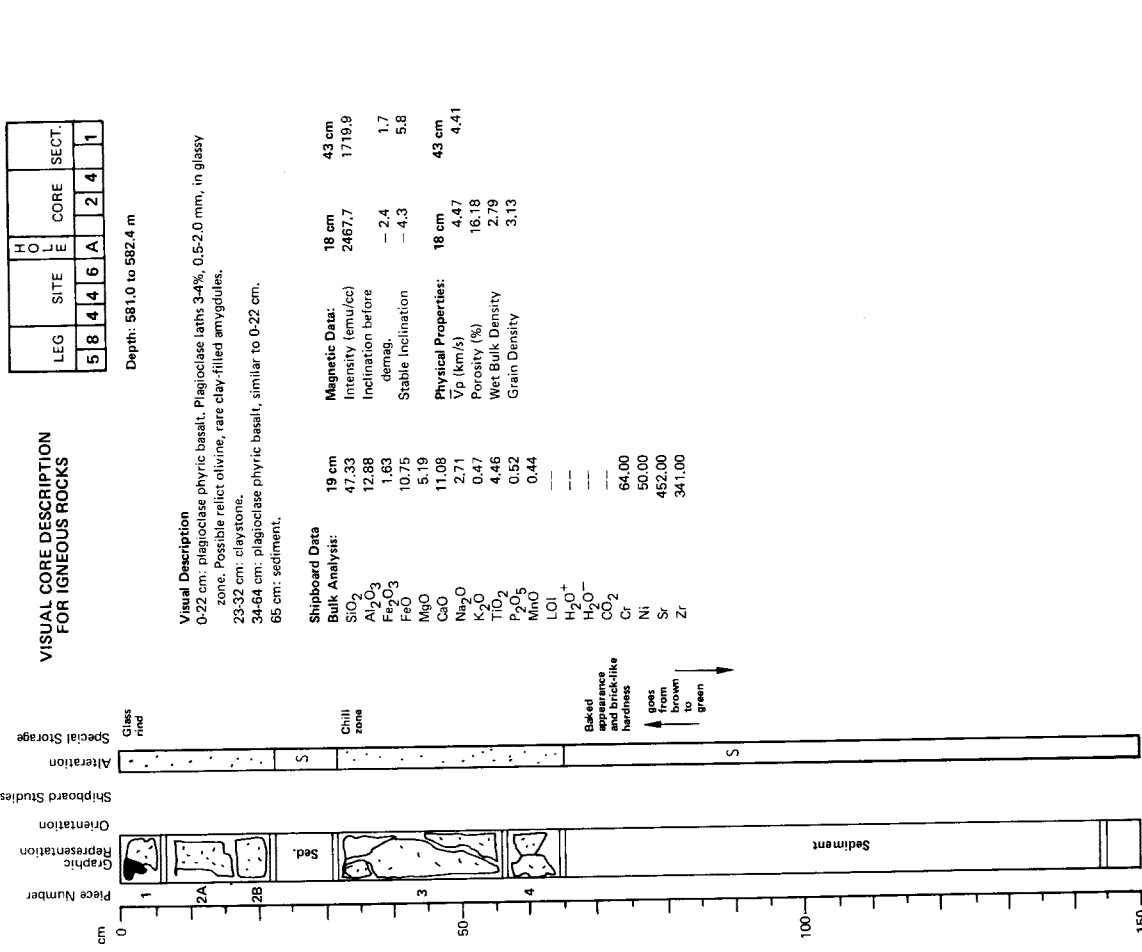 VISUAL CORE DESCRIPTION
FOR IGNEOUS ROCKS
LEG SITE HOLE CORE SECT.
5 8 4 4 6 A 2 4 1
Depth: 581.0 to 582.4 m
Visual Description
0-22 cm: plagioclase phyric basalt. Plagioclase laths 3-4%, 0.5-2.0 mm, in glassy
zone. Possible relict olivine, rare clay-filled amygdules.
23-32 cm: claystone.
34-64 cm: plagioclase phyric basalt, similar to 0-22 cm.
65 cm: sediment.
Shipboard Data
Bulk Analysis: 19 cm
SiO₂ 47.33
Al₂O₃ 12.88
Fe₂O₃ 1.63
FeO 10.75
MgO 5.19
CaO 11.08
Na₂O 2.71
K₂O 0.47
TiO₂ 4.46
P₂O₅ 0.52
MnO 0.44
LOI —
H₂O⁺ —
H₂O⁻ —
CO₂ —
Cr 64.00
Ni 50.00
Sr 452.00
Zr 341.00
Magnetic Data: 18 cm 43 cm
Intensity (emu/cc) 2467.7 1719.9
Inclination before
demag. − 2.4 1.7
Stable Inclination − 4.3 5.8
Physical Properties: 18 cm 43 cm
V̄p (km/s) 4.47 4.41
Porosity (%) 16.18
Wet Bulk Density 2.79
Grain Density 3.13
cm
Piece Number
Graphic
Representation
Orientation
Shipboard Studies
Alteration
Special Storage
0
50
100
150
1
2A
2B
3
4
Sed.
Sediment
S
S
Glass
rind
Chill
zone
Baked
appearance
and brick-like
hardness
goes
from
brown
to
green